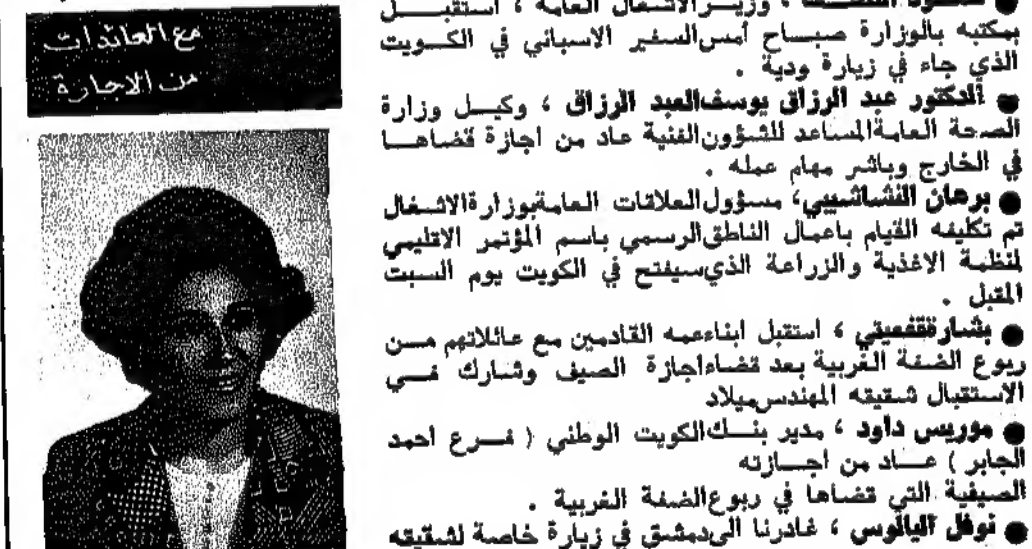 مع العائدات
من الاجارة
وزير الاشغال العامة ، استقبل
بمكتبه بالوزارة صباح أمس السفير الاسباني في الكويت
الذي جاء في زيارة ودية .
● الدكتور عبد الرزاق يوسف العبد الرزاق ، وكيل وزارة
الصحة العامة المساعد للشؤون الفنية عاد من اجازة قضاها
في الخارج وباشر مهام عمله .
● برهان النشاشيبي، مسؤول العلاقات العامة بوزارة الاشغال
تم تكليفه القيام باعمال الناطق الرسمي باسم المؤتمر الاقليمي
لمنظمة الاغذية والزراعة الذي سيفتح في الكويت يوم السبت
المقبل .
● بشارة قفعيتي ، استقبل ابناء عمه القادمين مع عائلاتهم من
ربوع الضفة الغربية بعد قضاء اجازة الصيف وشارك في
الاستقبال شقيقه المهندس ميلاد
● موريس داود ، مدير بنك الكويت الوطني ( فرع احمد
الجابر ) عاد من اجازته
الصيفية التي قضاها في ربوع الضفة الغربية .
● نوفل اليالوس ، غادرنا الى دمشق في زيارة خاصة لشقيقه